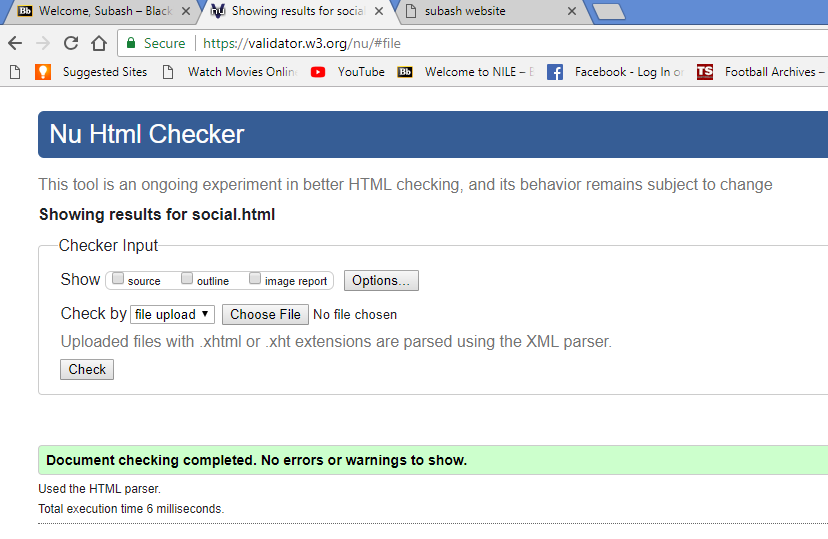 Bb Welcome, Subash – Black
Showing results for social
subash website
Secure https://validator.w3.org/nu/#file
Suggested Sites Watch Movies Onlin YouTube Bb Welcome to NILE – Facebook - Log In or TS Football Archives –
Nu Html Checker
This tool is an ongoing experiment in better HTML checking, and its behavior remains subject to change
Showing results for social.html
Checker Input
Show source outline image report Options...
Check by file upload Choose File No file chosen
Uploaded files with .xhtml or .xht extensions are parsed using the XML parser.
Check
Document checking completed. No errors or warnings to show.
Used the HTML parser.
Total execution time 6 milliseconds.